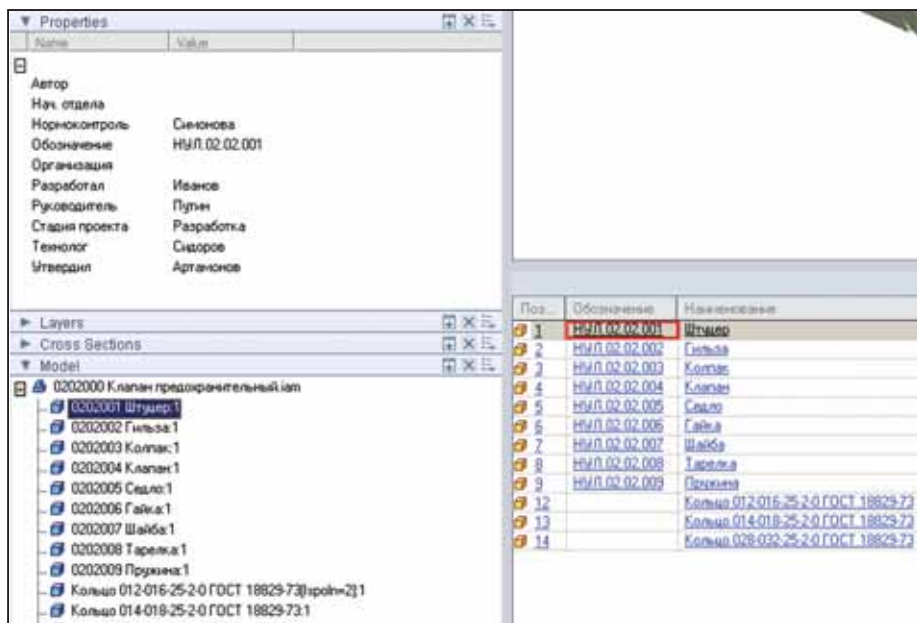 Properties
Name Value
Автор
Нач. отдела
Нормоконтроль Симонова
Обозначение НУЛ.02.02.001
Организация
Разработал Иванов
Руководитель Путин
Стадия проекта Разработка
Технолог Сидоров
Утвердил Артамонов
Layers
Cross Sections
Model
0202000 Клапан предохранительный.iam
0202001 Штуцер:1
0202002 Гильза:1
0202003 Колпак:1
0202004 Клапан:1
0202005 Седло:1
0202006 Гайка:1
0202007 Шайба:1
0202008 Тарелка:1
0202009 Пружина:1
Кольцо 012-016-25-2-0 ГОСТ 18829-73[Ispoln=2]:1
Кольцо 014-018-25-2-0 ГОСТ 18829-73:1
Поз... Обозначение Наименование
1 НУЛ.02.02.001 Штуцер
2 НУЛ.02.02.002 Гильза
3 НУЛ.02.02.003 Колпак
4 НУЛ.02.02.004 Клапан
5 НУЛ.02.02.005 Седло
6 НУЛ.02.02.006 Гайка
7 НУЛ.02.02.007 Шайба
8 НУЛ.02.02.008 Тарелка
9 НУЛ.02.02.009 Пружина
12 Кольцо 012-016-25-2-0 ГОСТ 18829-73
13 Кольцо 014-018-25-2-0 ГОСТ 18829-73
14 Кольцо 028-032-25-2-0 ГОСТ 18829-73